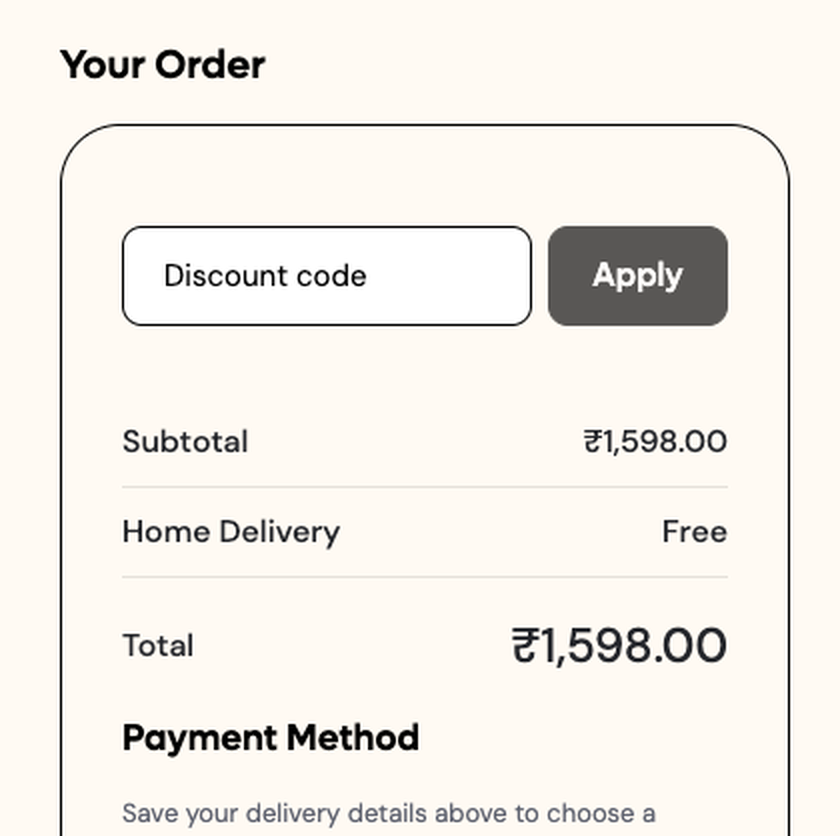 Your Order
Discount code
Apply
Subtotal ₹1,598.00
Home Delivery Free
Total ₹1,598.00
Payment Method
Save your delivery details above to choose a